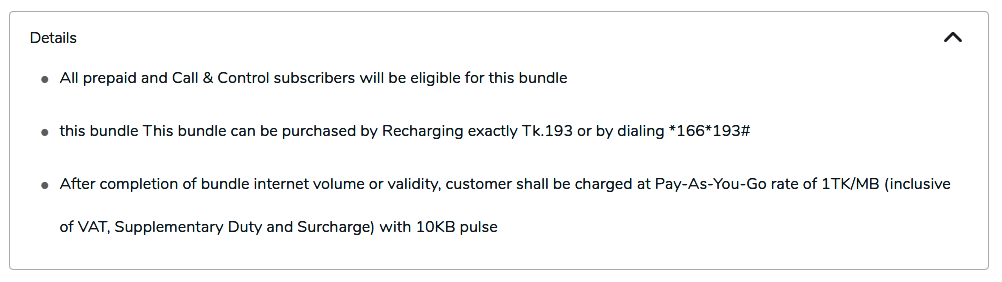 Details
All prepaid and Call & Control subscribers will be eligible for this bundle
this bundle This bundle can be purchased by Recharging exactly Tk.193 or by dialing *166*193#
After completion of bundle internet volume or validity, customer shall be charged at Pay-As-You-Go rate of 1TK/MB (inclusive
of VAT, Supplementary Duty and Surcharge) with 10KB pulse